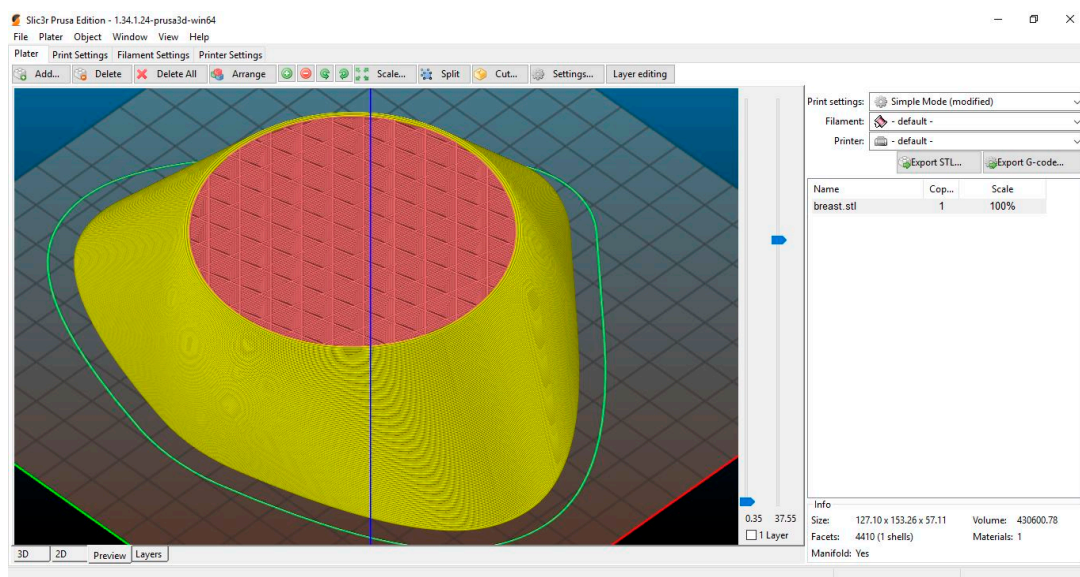 Slic3r Prusa Edition - 1.34.1.24-prusa3d-win64
File Plater Object Window View Help
Plater Print Settings Filament Settings Printer Settings
Add... Delete Delete All Arrange Scale... Split Cut... Settings... Layer editing
Print settings: Simple Mode (modified)
Filament: - default -
Printer: - default -
Export STL... Export G-code...
Name Cop... Scale
breast.stl 1 100%
Info
0.35 37.55 Size: 127.10 x 153.26 x 57.11 Volume: 430600.78
1 Layer Facets: 4410 (1 shells) Materials: 1
3D 2D Preview Layers Manifold: Yes